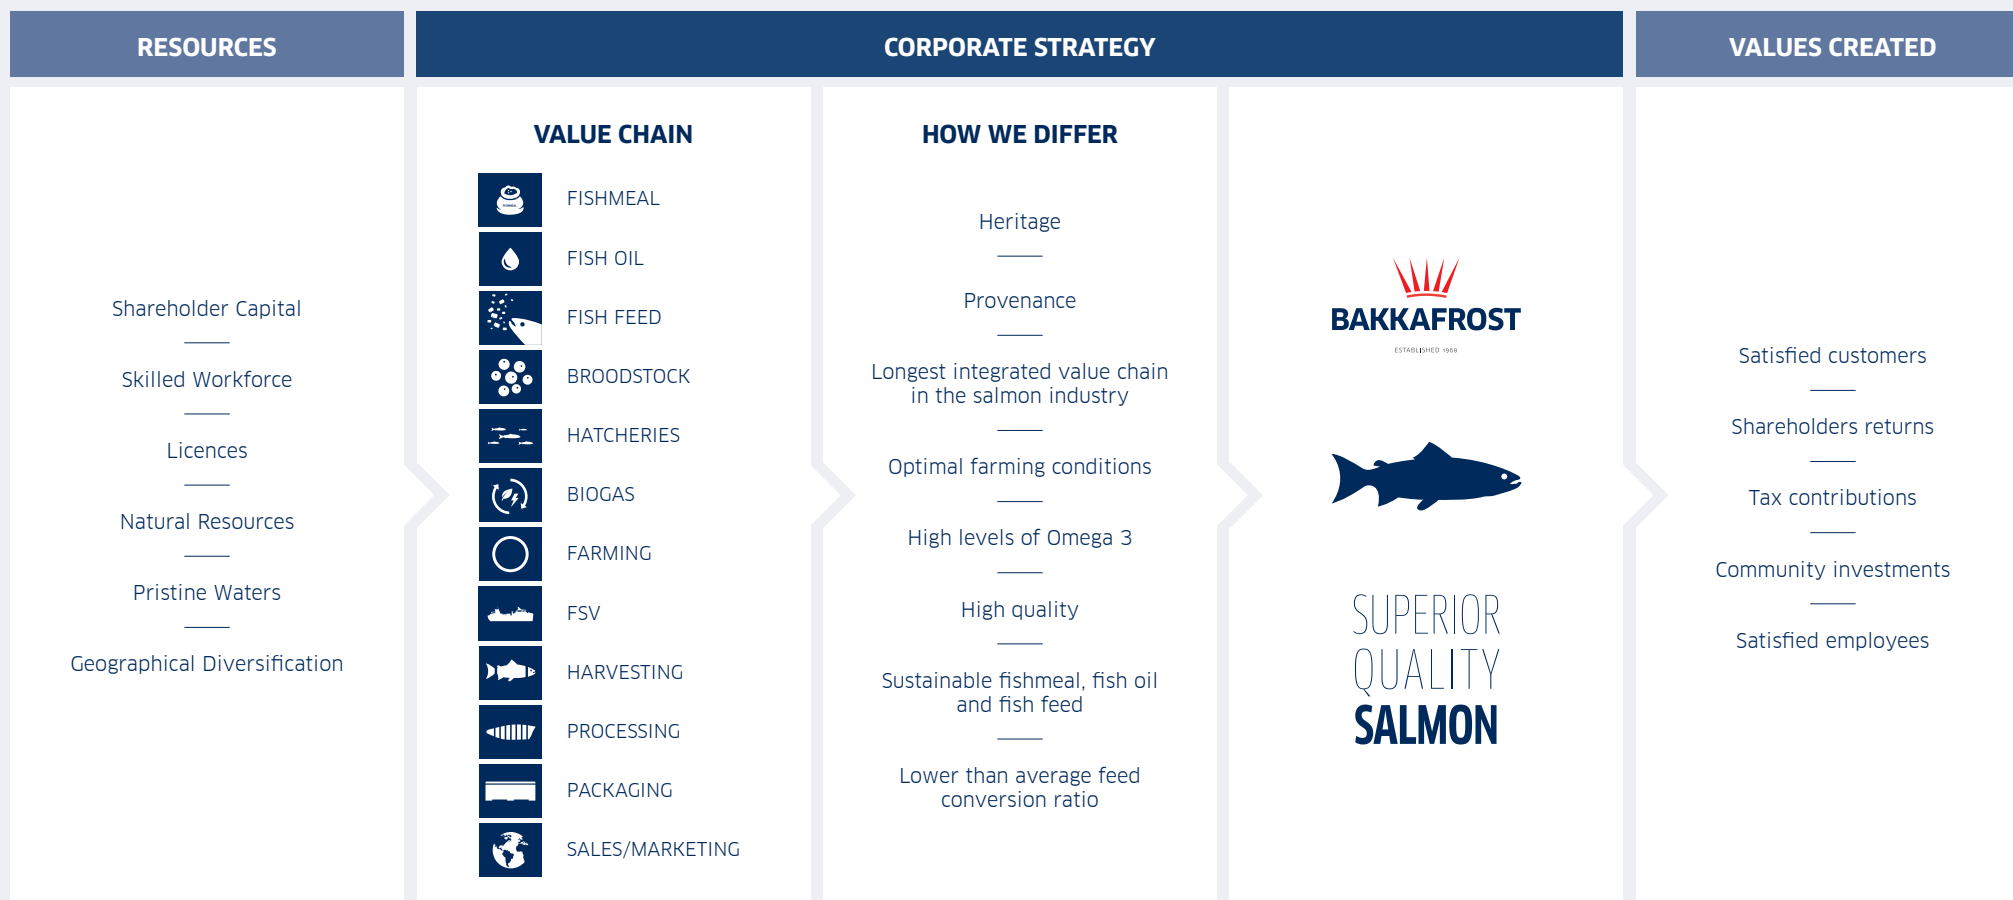 RESOURCES
CORPORATE STRATEGY
VALUES CREATED
Shareholder Capital
Skilled Workforce
Licences
Natural Resources
Pristine Waters
Geographical Diversification
VALUE CHAIN
FISHMEAL
FISH OIL
FISH FEED
BROODSTOCK
HATCHERIES
BIOGAS
FARMING
FSV
HARVESTING
PROCESSING
PACKAGING
SALES/MARKETING
HOW WE DIFFER
Heritage
Provenance
Longest integrated value chain
in the salmon industry
Optimal farming conditions
High levels of Omega 3
High quality
Sustainable fishmeal, fish oil
and fish feed
Lower than average feed
conversion ratio
BAKKAFROST
ESTABLISHED 1968
SUPERIOR
QUALITY
SALMON
Satisfied customers
Shareholders returns
Tax contributions
Community investments
Satisfied employees